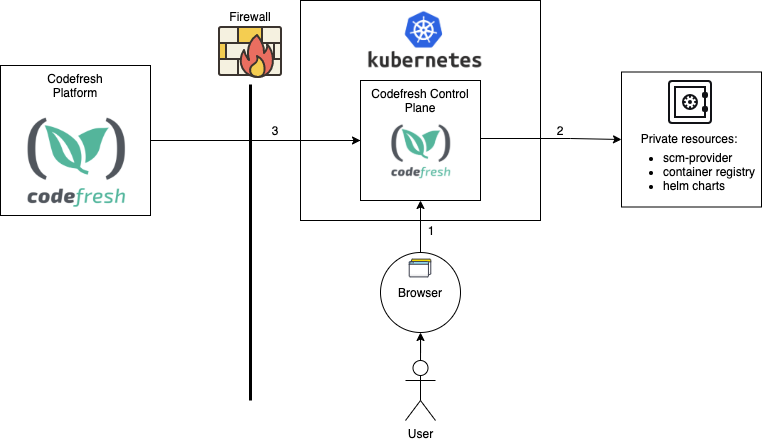 Firewall
kubernetes
Codefresh
Platform
codefresh
3
Codefresh Control
Plane
codefresh
2
Private resources:
scm-provider
container registry
helm charts
1
Browser
User